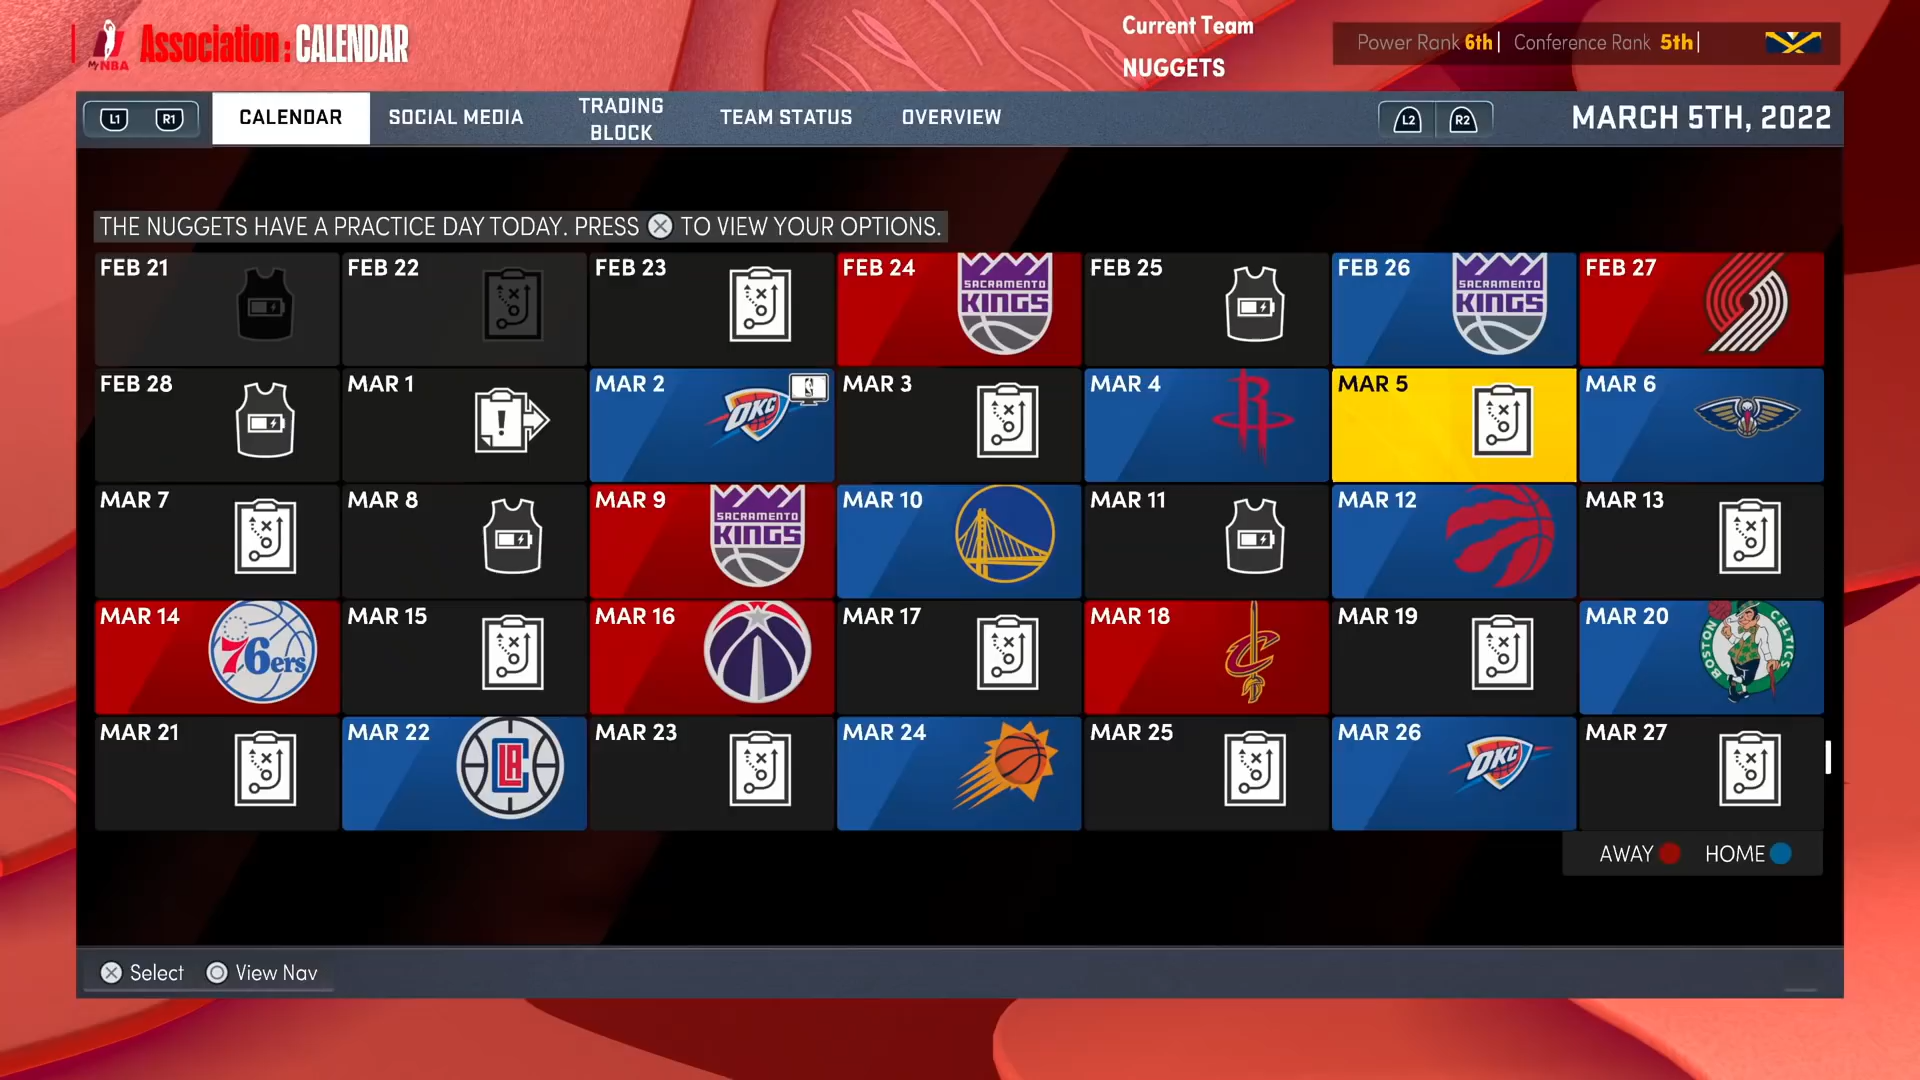 MyNBA
Association: CALENDAR
Current Team
NUGGETS
Power Rank 6th| Conference Rank 5th|
L1 R1 CALENDAR SOCIAL MEDIA TRADING BLOCK TEAM STATUS OVERVIEW L2 R2 MARCH 5TH, 2022
THE NUGGETS HAVE A PRACTICE DAY TODAY. PRESS X TO VIEW YOUR OPTIONS.
FEB 21 FEB 22 FEB 23 FEB 24 FEB 25 FEB 26 FEB 27
SACRAMENTO KINGS SACRAMENTO KINGS
FEB 28 MAR 1 MAR 2 MAR 3 MAR 4 MAR 5 MAR 6
! OKC R
MAR 7 MAR 8 MAR 9 MAR 10 MAR 11 MAR 12 MAR 13
SACRAMENTO KINGS
MAR 14 MAR 15 MAR 16 MAR 17 MAR 18 MAR 19 MAR 20
76ers C BOSTON CELTICS
MAR 21 MAR 22 MAR 23 MAR 24 MAR 25 MAR 26 MAR 27
LAC OKC
AWAY HOME
Select View Nav